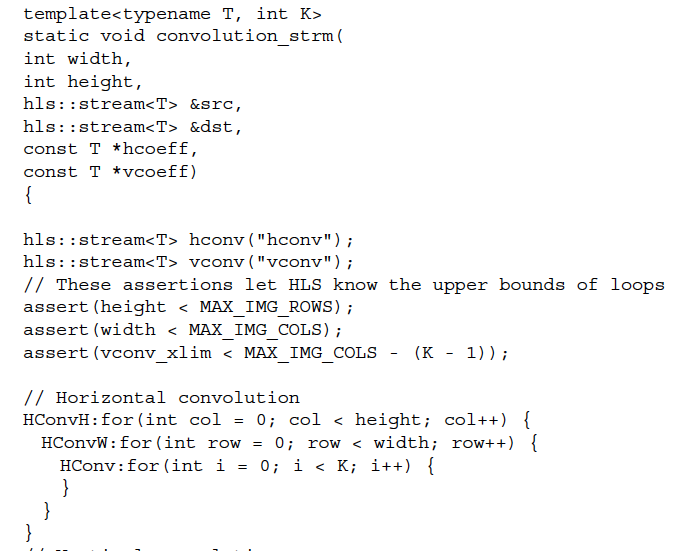 template<typename T, int K>
static void convolution_strm(
int width,
int height,
hls::stream<T> &src,
hls::stream<T> &dst,
const T *hcoeff,
const T *vcoeff)
{
hls::stream<T> hconv("hconv");
hls::stream<T> vconv("vconv");
// These assertions let HLS know the upper bounds of loops
assert(height < MAX_IMG_ROWS);
assert(width < MAX_IMG_COLS);
assert(vconv_xlim < MAX_IMG_COLS - (K - 1));
// Horizontal convolution
HConvH:for(int col = 0; col < height; col++) {
HConvW:for(int row = 0; row < width; row++) {
HConv:for(int i = 0; i < K; i++) {
}
}
}